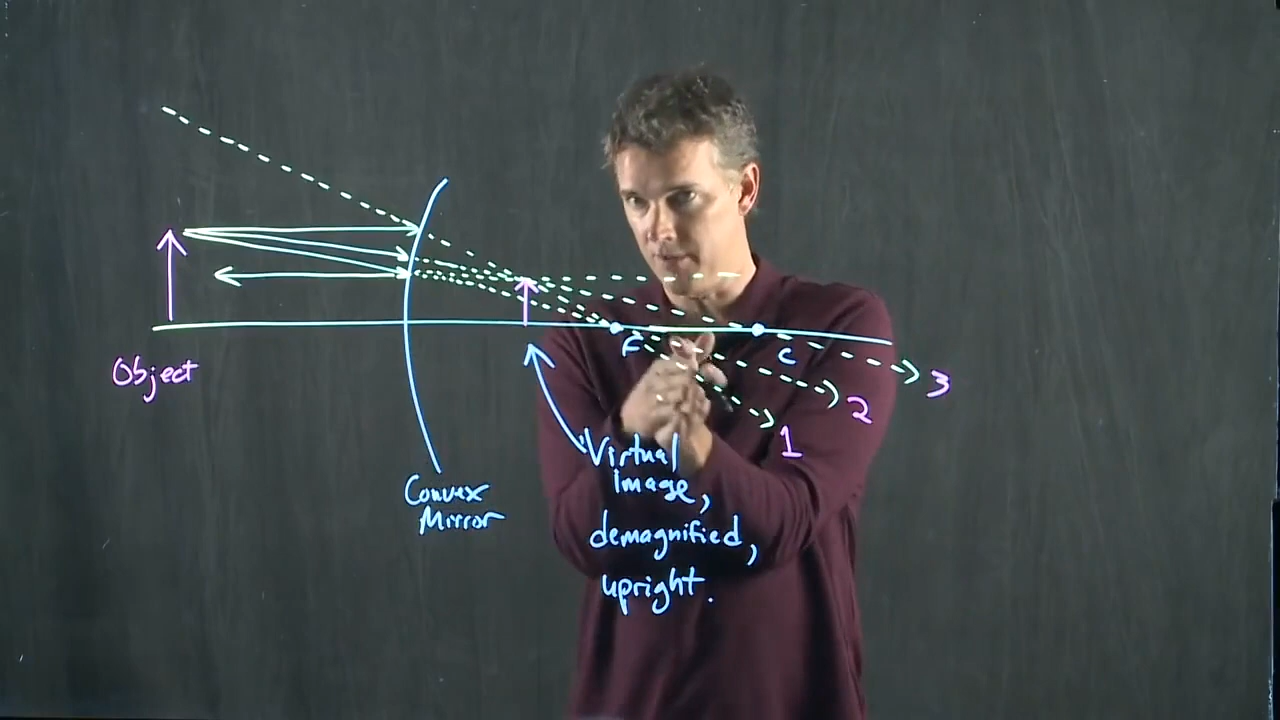 Object
F
C
3
2
1
Convex
Mirror
Virtual
image,
demagnified,
upright.